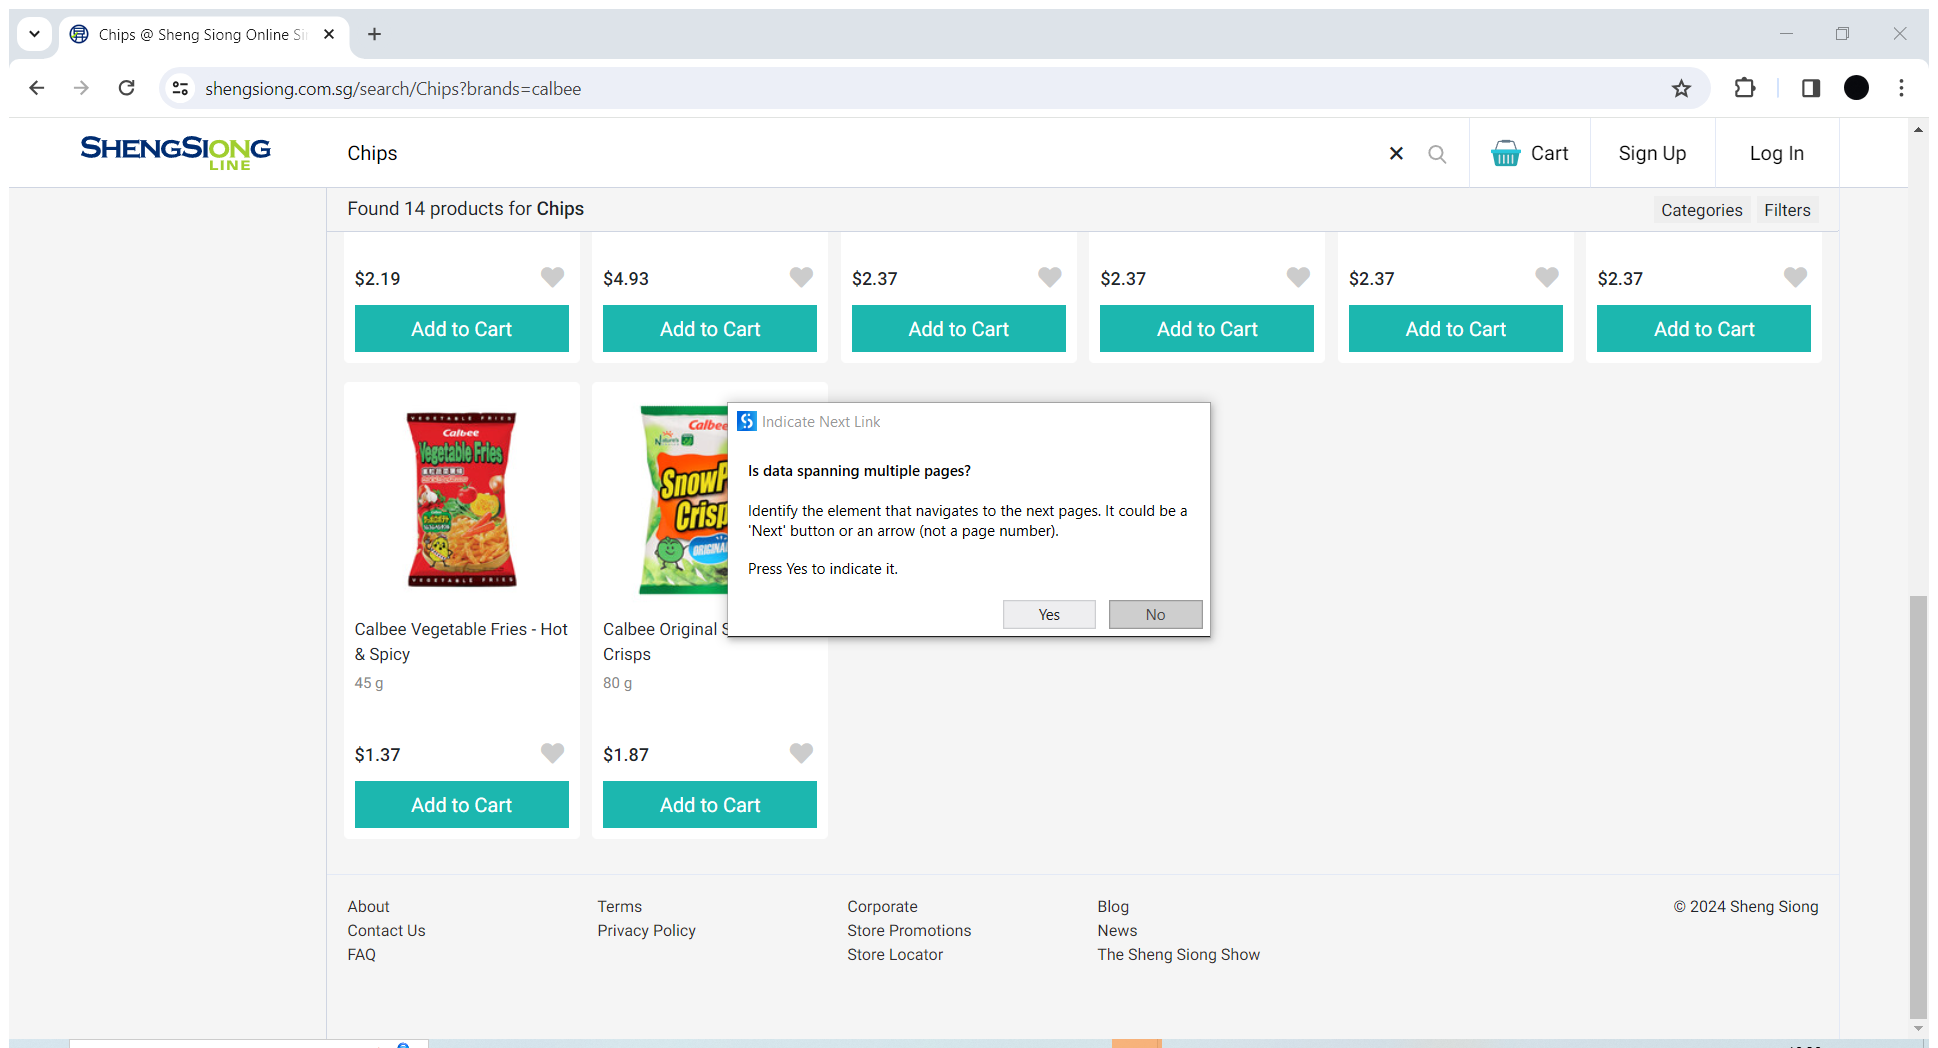 Chips @ Sheng Siong Online Si
shengsiong.com.sg/search/Chips?brands=calbee
SHENGSIONG
LINE
Chips
Cart
Sign Up
Log In
Found 14 products for Chips
Categories
Filters
$2.19
$4.93
$2.37
$2.37
$2.37
$2.37
Add to Cart
Add to Cart
Add to Cart
Add to Cart
Add to Cart
Add to Cart
VEGETABLE FRIES
Calbee
Vegetable Fries
VEGETABLE FRIES
Calbee
SnowP
Crisp
ORIGINA
Indicate Next Link
Is data spanning multiple pages?
Identify the element that navigates to the next pages. It could be a
'Next' button or an arrow (not a page number).
Press Yes to indicate it.
Yes
No
Calbee Vegetable Fries - Hot
& Spicy
45 g
Calbee Original S
Crisps
80 g
$1.37
$1.87
Add to Cart
Add to Cart
About
Contact Us
FAQ
Terms
Privacy Policy
Corporate
Store Promotions
Store Locator
Blog
News
The Sheng Siong Show
© 2024 Sheng Siong